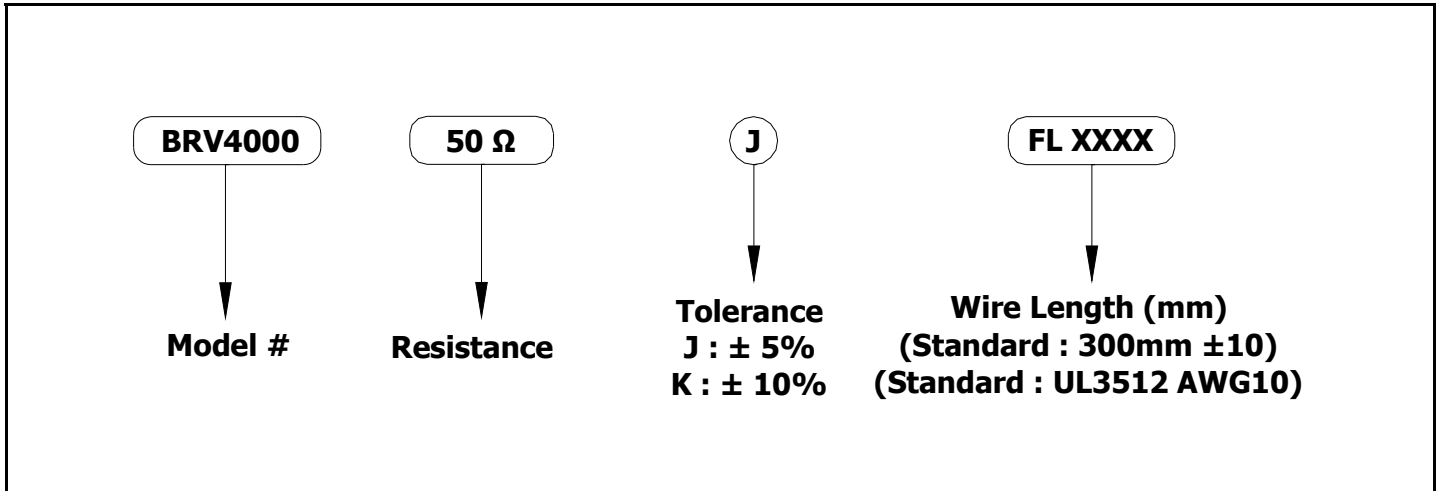 BRV4000
50 Ω
J
FL XXXX
Model #
Resistance
Tolerance
J : ± 5%
K : ± 10%
Wire Length (mm)
(Standard : 300mm ±10)
(Standard : UL3512 AWG10)